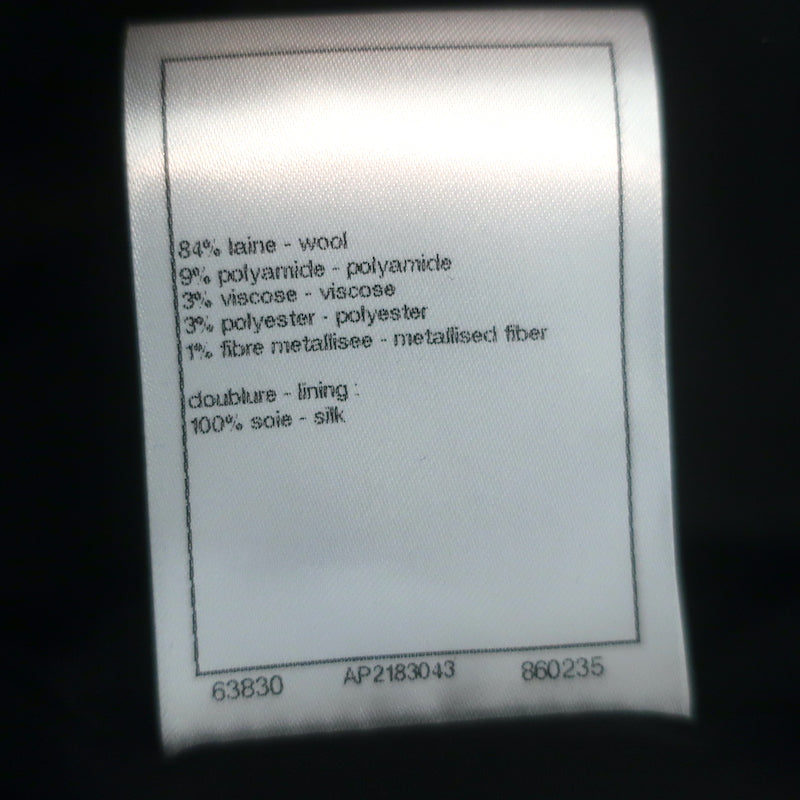 84% laine - wool
9% polyamide - polyamide
3% viscose - viscose
3% polyester - polyester
1% fibre metallisee - metallised fiber
doublure - lining :
100% soie - silk
63830 AP2183043 860235